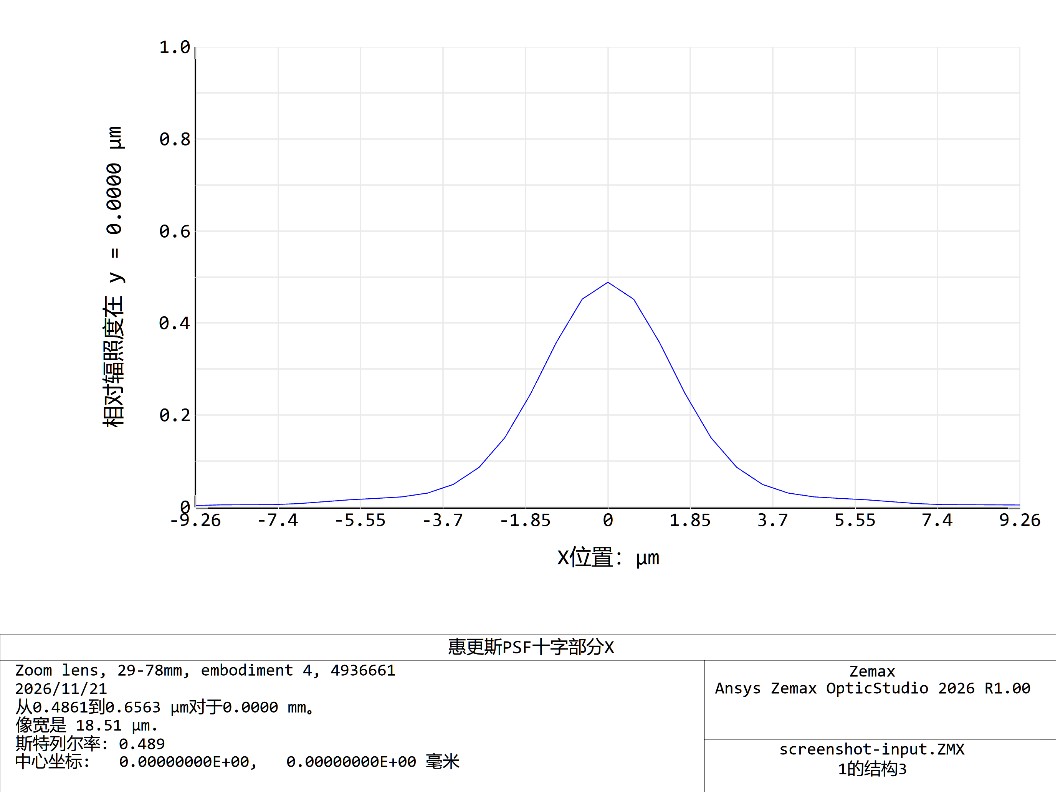 1.0
0.8
0.6
0.4
0.2
0
相对辐照度在 y = 0.0000 µm
-9.26 -7.4 -5.55 -3.7 -1.85 0 1.85 3.7 5.55 7.4 9.26
X位置: µm
惠更斯PSF十字部分X
Zoom lens, 29-78mm, embodiment 4, 4936661
2026/11/21
从0.4861到0.6563 µm对于0.0000 mm。
像宽是 18.51 µm.
斯特列尔率: 0.489
中心坐标: 0.00000000E+00, 0.00000000E+00 毫米
Zemax
Ansys Zemax OpticStudio 2026 R1.00
screenshot-input.ZMX
1的结构3